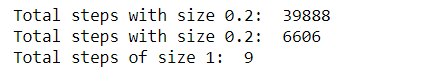 Total steps with size 0.2:  39888
Total steps with size 0.2:  6606
Total steps of size 1:  9